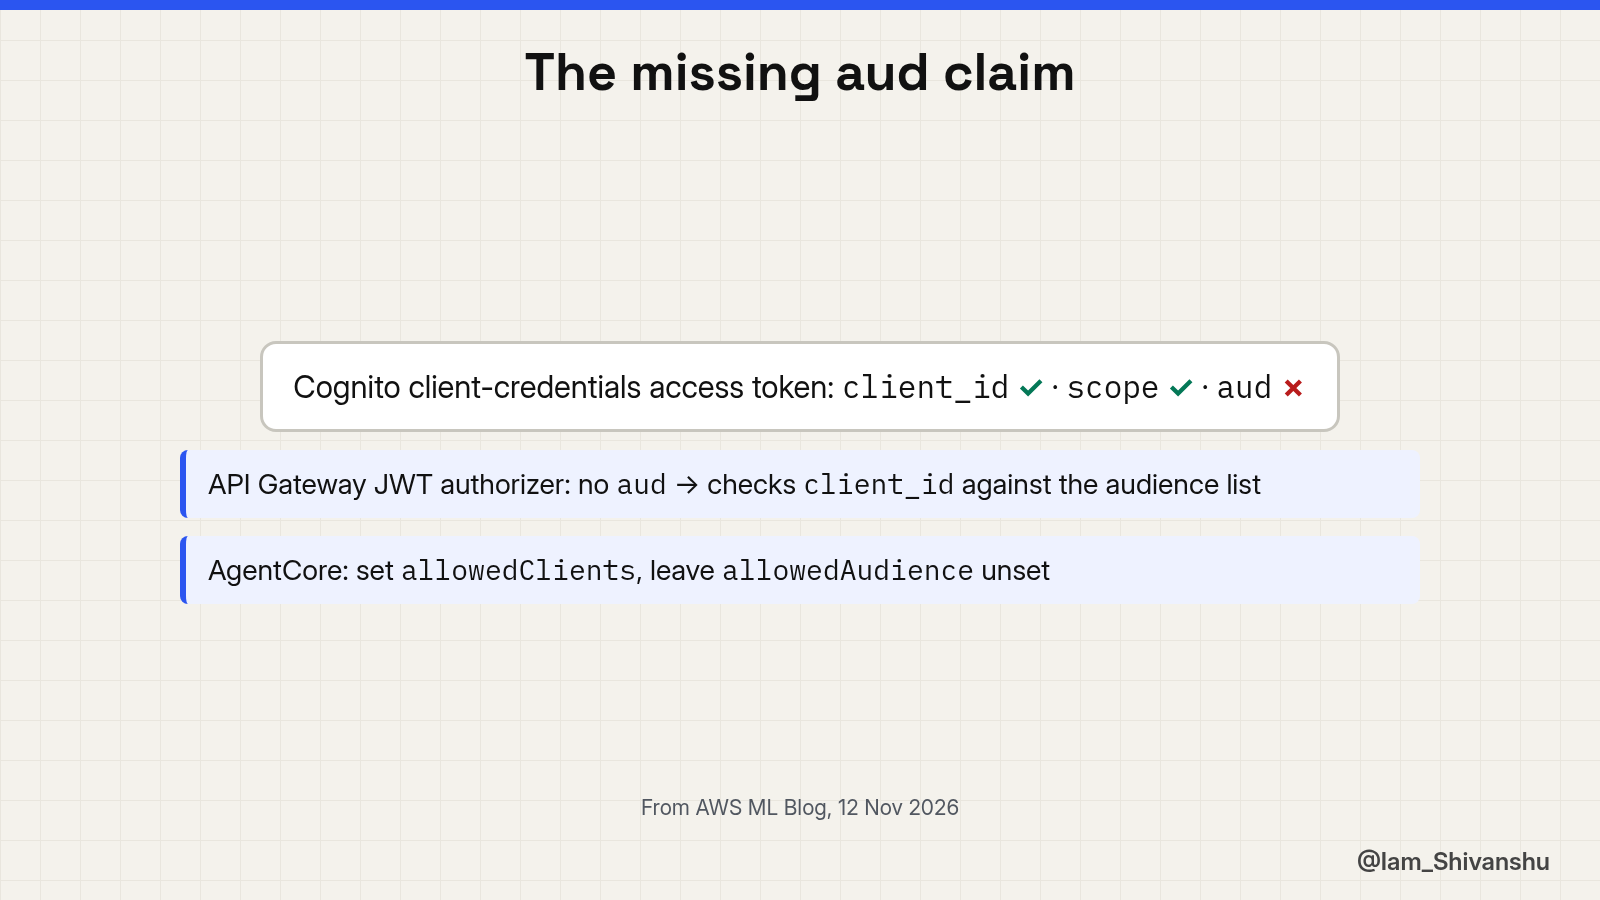 The missing aud claim
Cognito client-credentials access token: client_id ✓ · scope ✓ · aud ×
API Gateway JWT authorizer: no aud → checks client_id against the audience list
AgentCore: set allowedClients, leave allowedAudience unset
From AWS ML Blog, 12 Nov 2026
@Iam_Shivanshu